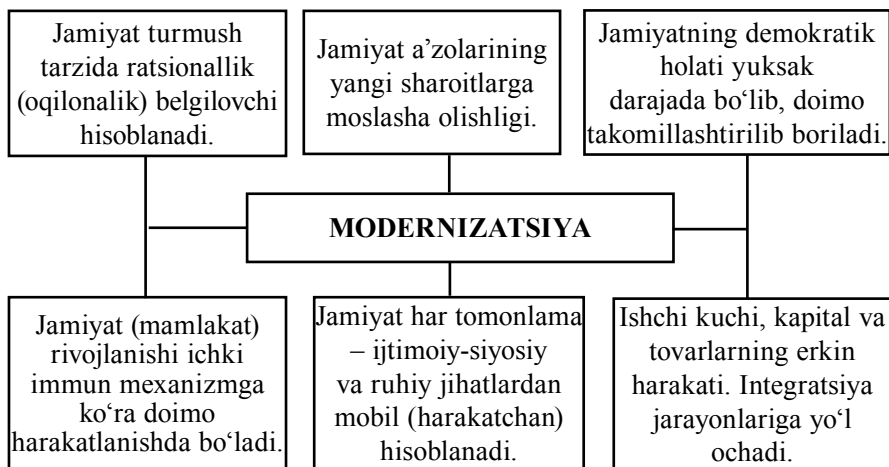 Jamiyat turmush
tarzida ratsionallik
(oqilonalik) belgilovchi
hisoblanadi.
Jamiyat a’zolarining
yangi sharoitlarga
moslasha olishligi.
Jamiyatning demokratik
holati yuksak
darajada bo‘lib, doimo
takomillashtirilib boriladi.
MODERNIZATSIYA
Jamiyat (mamlakat)
rivojlanishi ichki
immun mexanizmga
ko‘ra doimo
harakatlanishda bo‘ladi.
Jamiyat har tomonlama
– ijtimoiy-siyosiy
va ruhiy jihatlardan
mobil (harakatchan)
hisoblanadi.
Ishchi kuchi, kapital va
tovarlarning erkin
harakati. Integratsiya
jarayonlariga yo‘l
ochadi.